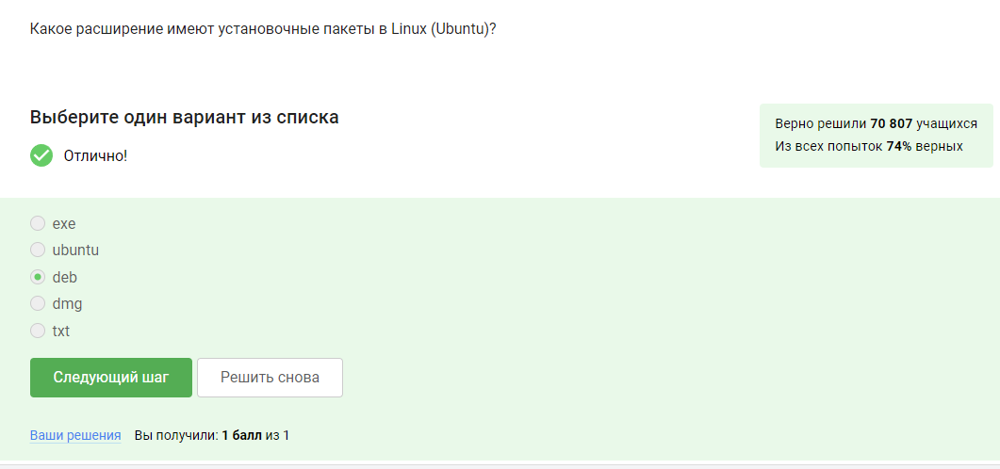 Какое расширение имеют установочные пакеты в Linux (Ubuntu)?
Выберите один вариант из списка
Отлично!
Верно решили 70 807 учащихся
Из всех попыток 74% верных
exe
ubuntu
deb
dmg
txt
Следующий шаг
Решить снова
Ваши решения Вы получили: 1 балл из 1